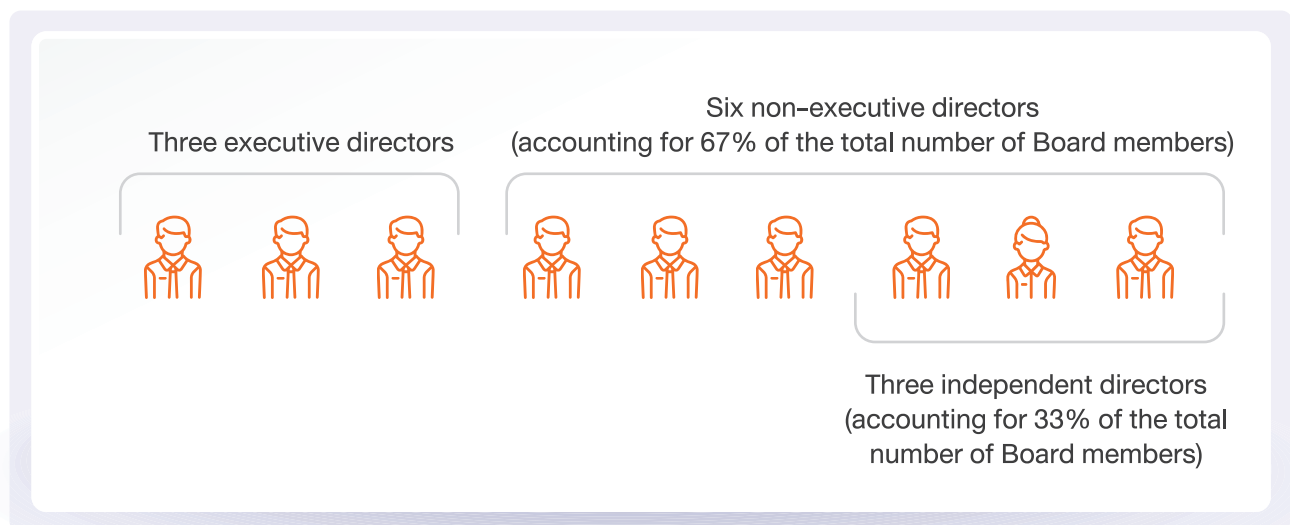 Three executive directors
Six non-executive directors
(accounting for 67% of the total number of Board members)
Three independent directors
(accounting for 33% of the total
number of Board members)